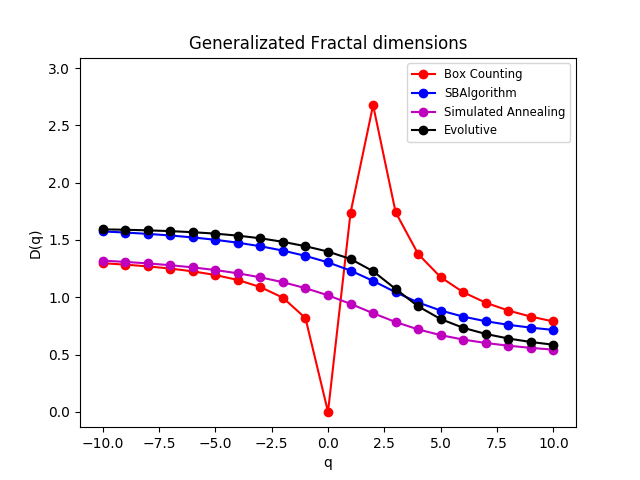 Generalizated Fractal dimensions
Box Counting
SBAlgorithm
Simulated Annealing
Evolutive
D(q)
3.0
2.5
2.0
1.5
1.0
0.5
0.0
−10.0 −7.5 −5.0 −2.5 0.0 2.5 5.0 7.5 10.0
q